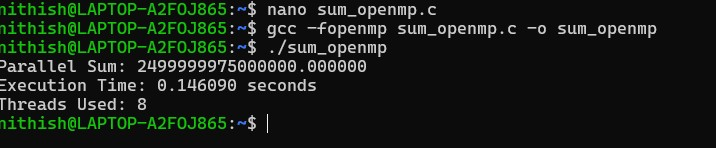 nithish@LAPTOP-A2FOJ865:~$ nano sum_openmp.c
nithish@LAPTOP-A2FOJ865:~$ gcc -fopenmp sum_openmp.c -o sum_openmp
nithish@LAPTOP-A2FOJ865:~$ ./sum_openmp
Parallel Sum: 2499999975000000.000000
Execution Time: 0.146090 seconds
Threads Used: 8
nithish@LAPTOP-A2FOJ865:~$